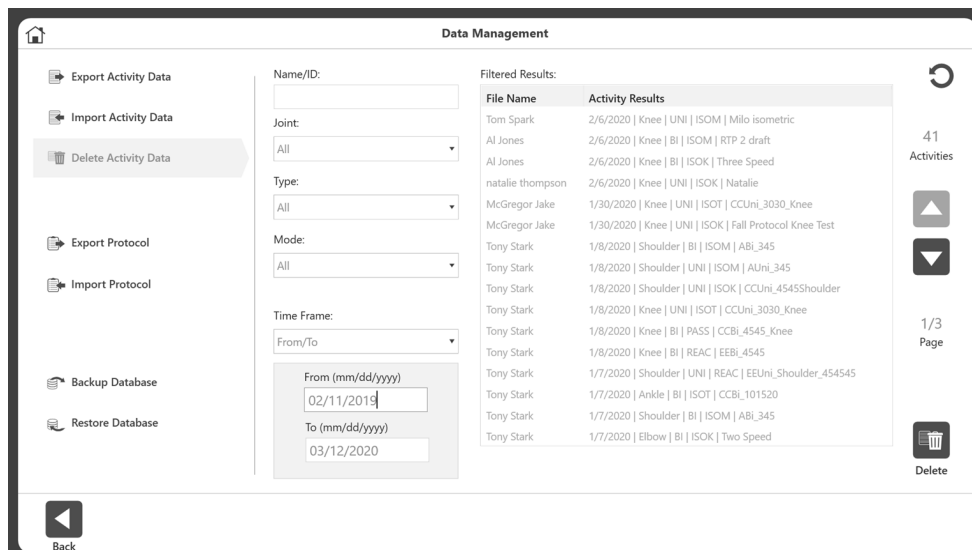 Data Management
Export Activity Data
Import Activity Data
Delete Activity Data
Export Protocol
Import Protocol
Backup Database
Restore Database
Name/ID:
Joint:
All
Type:
All
Mode:
All
Time Frame:
From/To
From (mm/dd/yyyy)
02/11/2019
To (mm/dd/yyyy)
03/12/2020
Filtered Results:
File Name Activity Results
Tom Spark 2/6/2020 | Knee | UNI | ISOM | Milo isometric
Al Jones 2/6/2020 | Knee | BI | ISOM | RTP 2 draft
Al Jones 2/6/2020 | Knee | BI | ISOK | Three Speed
natalie thompson 2/6/2020 | Knee | UNI | ISOK | Natalie
McGregor Jake 1/30/2020 | Knee | UNI | ISOT | CCUni_3030_Knee
McGregor Jake 1/30/2020 | Knee | UNI | ISOK | Fall Protocol Knee Test
Tony Stark 1/8/2020 | Shoulder | BI | ISOM | ABi_345
Tony Stark 1/8/2020 | Shoulder | UNI | ISOM | AUni_345
Tony Stark 1/8/2020 | Shoulder | UNI | ISOK | CCUni_4545Shoulder
Tony Stark 1/8/2020 | Knee | UNI | ISOT | CCUni_3030_Knee
Tony Stark 1/8/2020 | Knee | BI | PASS | CCBi_4545_Knee
Tony Stark 1/8/2020 | Knee | BI | REAC | EEBi_4545
Tony Stark 1/7/2020 | Shoulder | UNI | REAC | EEUni_Shoulder_454545
Tony Stark 1/7/2020 | Ankle | BI | ISOT | CCBi_101520
Tony Stark 1/7/2020 | Shoulder | BI | ISOM | ABi_345
Tony Stark 1/7/2020 | Elbow | BI | ISOK | Two Speed
41
Activities
1/3
Page
Delete
Back